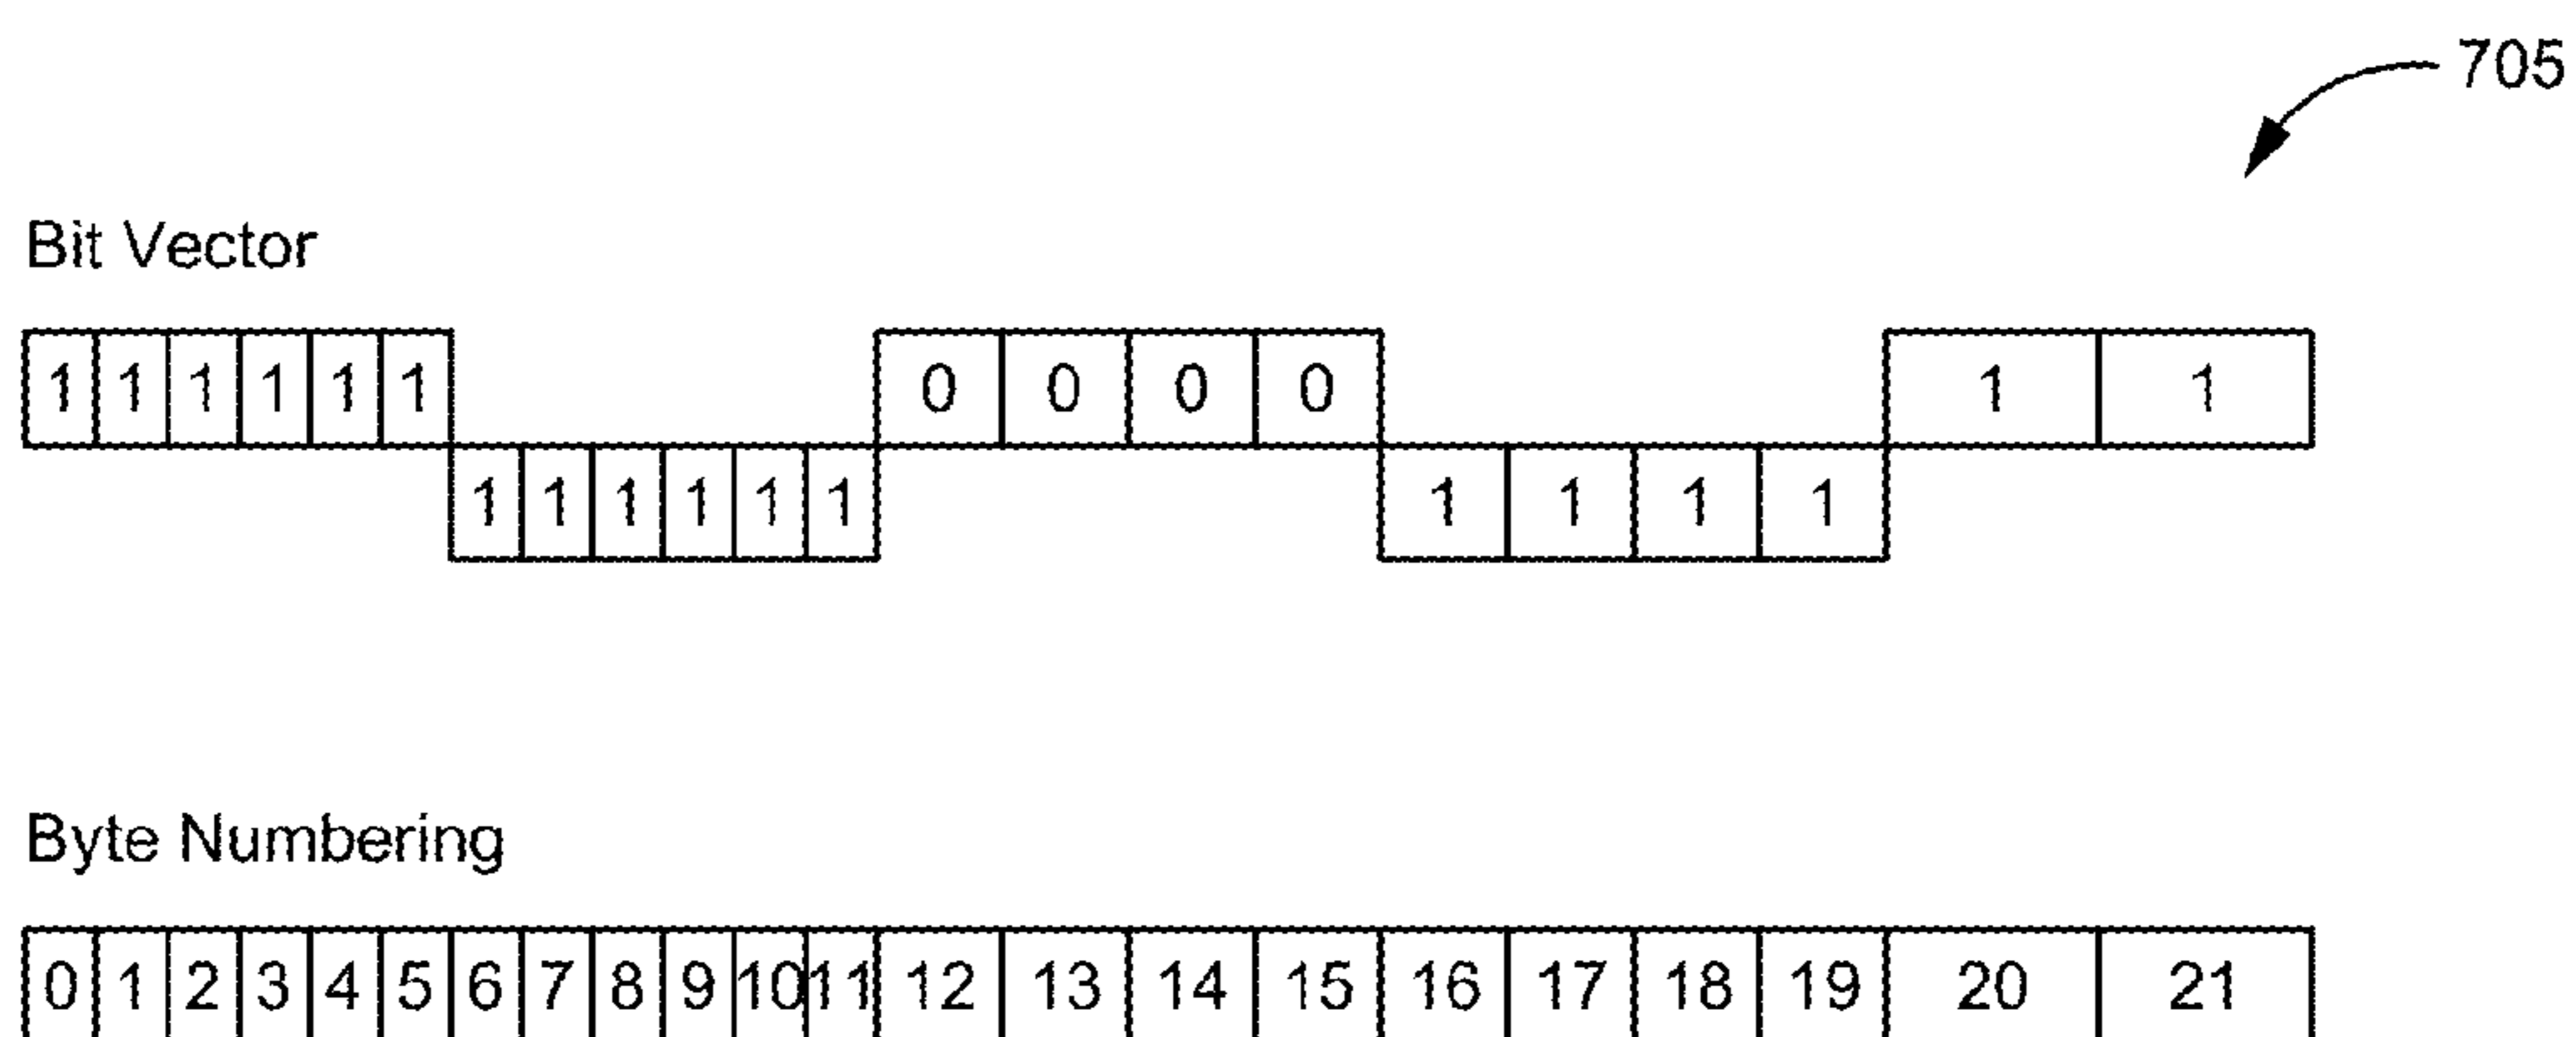 705
Bit Vector
1 1 1 1 1 1 0 0 0 0 1 1
1 1 1 1 1 1 1 1 1 1
Byte Numbering
0 1 2 3 4 5 6 7 8 9 10 11 12 13 14 15 16 17 18 19 20 21